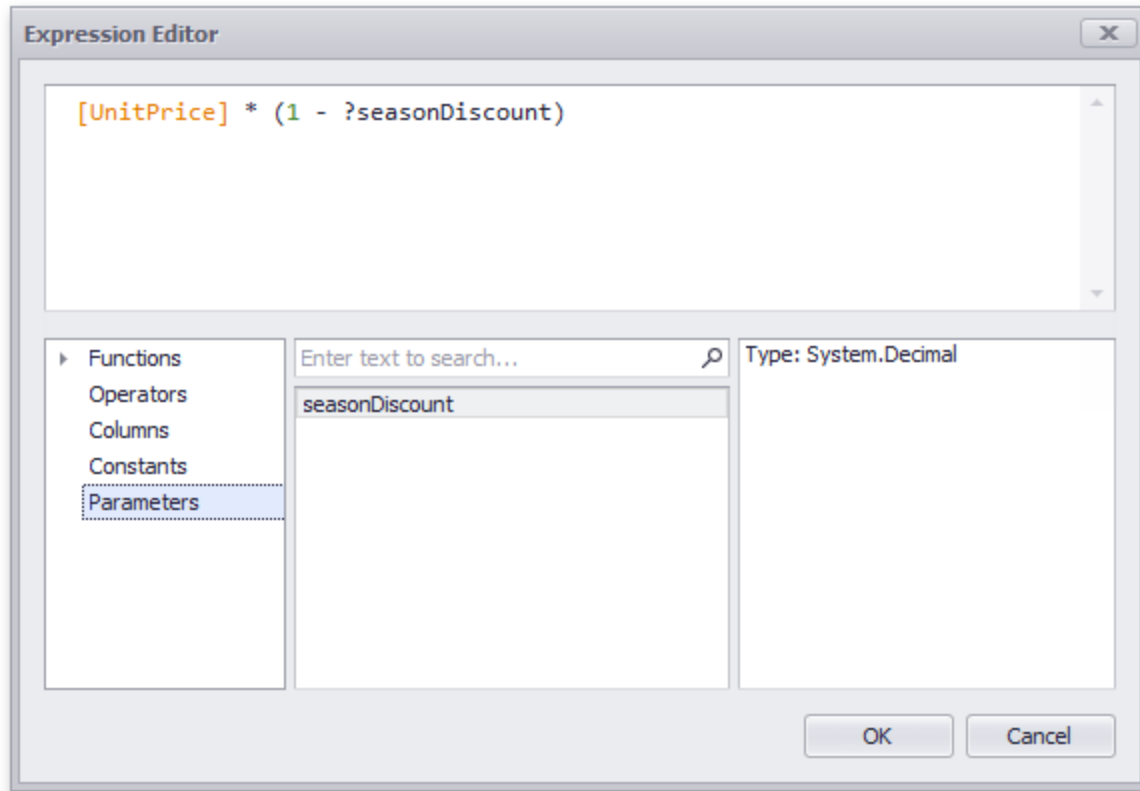 Expression Editor
[UnitPrice] * (1 - ?seasonDiscount)
Functions
Operators
Columns
Constants
Parameters
Enter text to search...
seasonDiscount
Type: System.Decimal
OK
Cancel